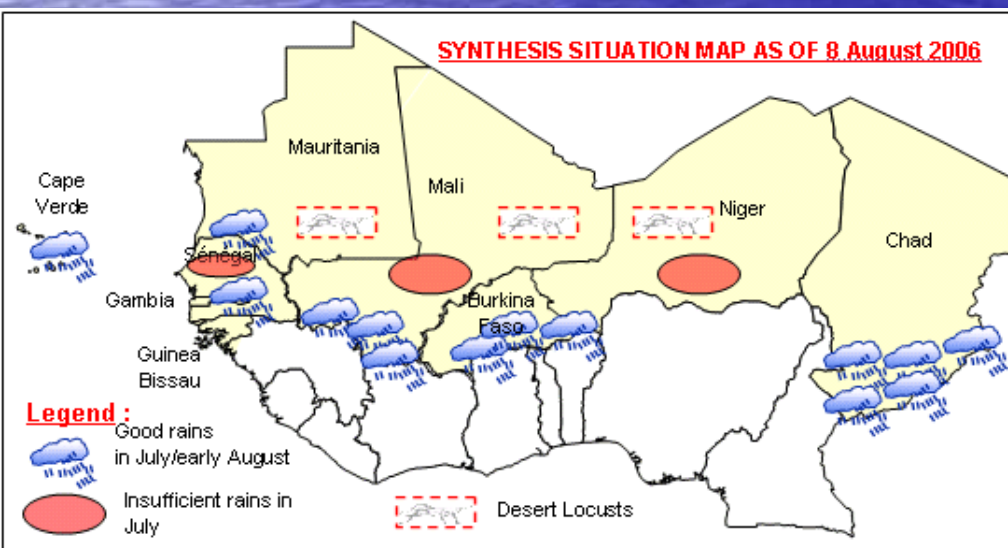 SYNTHESIS SITUATION MAP AS OF 8 August 2006
Mauritania
Cape
Verde
Mali
Niger
Chad
Sénégal
Gambia
Burkina
Faso
Guinea
Bissau
Legend :
Good rains
in July/early August
Insufficient rains in
July
Desert Locusts